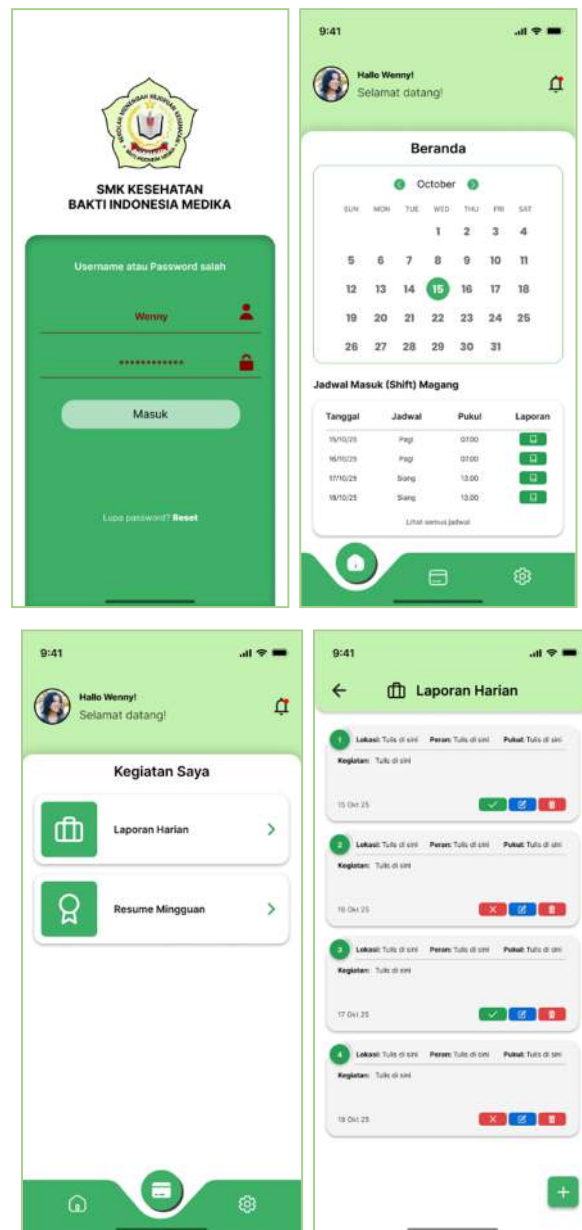 SMK KESEHATAN
BAKTI INDONESIA MEDIKA
Username atau Password salah
Wenny
************
Masuk
Lupa password? Reset
9:41
Hallo Wenny!
Selamat datang!
Beranda
October
SUN MON TUE WED THU FRI SAT
1 2 3 4
5 6 7 8 9 10 11
12 13 14 15 16 17 18
19 20 21 22 23 24 25
26 27 28 29 30 31
Jadwal Masuk (Shift) Magang
Tanggal Jadwal Pukul Laporan
15/10/25 Pagi 07.00
16/10/25 Pagi 07.00
17/10/25 Siang 13.00
18/10/25 Siang 13.00
Lihat semua jadwal
9:41
Hallo Wenny!
Selamat datang!
Kegiatan Saya
Laporan Harian
Resume Mingguan
9:41
Laporan Harian
1 Lokasi: Tulis di sini Peran: Tulis di sini Pukul: Tulis di sini
Kegiatan: Tulis di sini
15 Okt 25
2 Lokasi: Tulis di sini Peran: Tulis di sini Pukul: Tulis di sini
Kegiatan: Tulis di sini
16 Okt 25
3 Lokasi: Tulis di sini Peran: Tulis di sini Pukul: Tulis di sini
Kegiatan: Tulis di sini
17 Okt 25
4 Lokasi: Tulis di sini Peran: Tulis di sini Pukul: Tulis di sini
Kegiatan: Tulis di sini
18 Okt 25